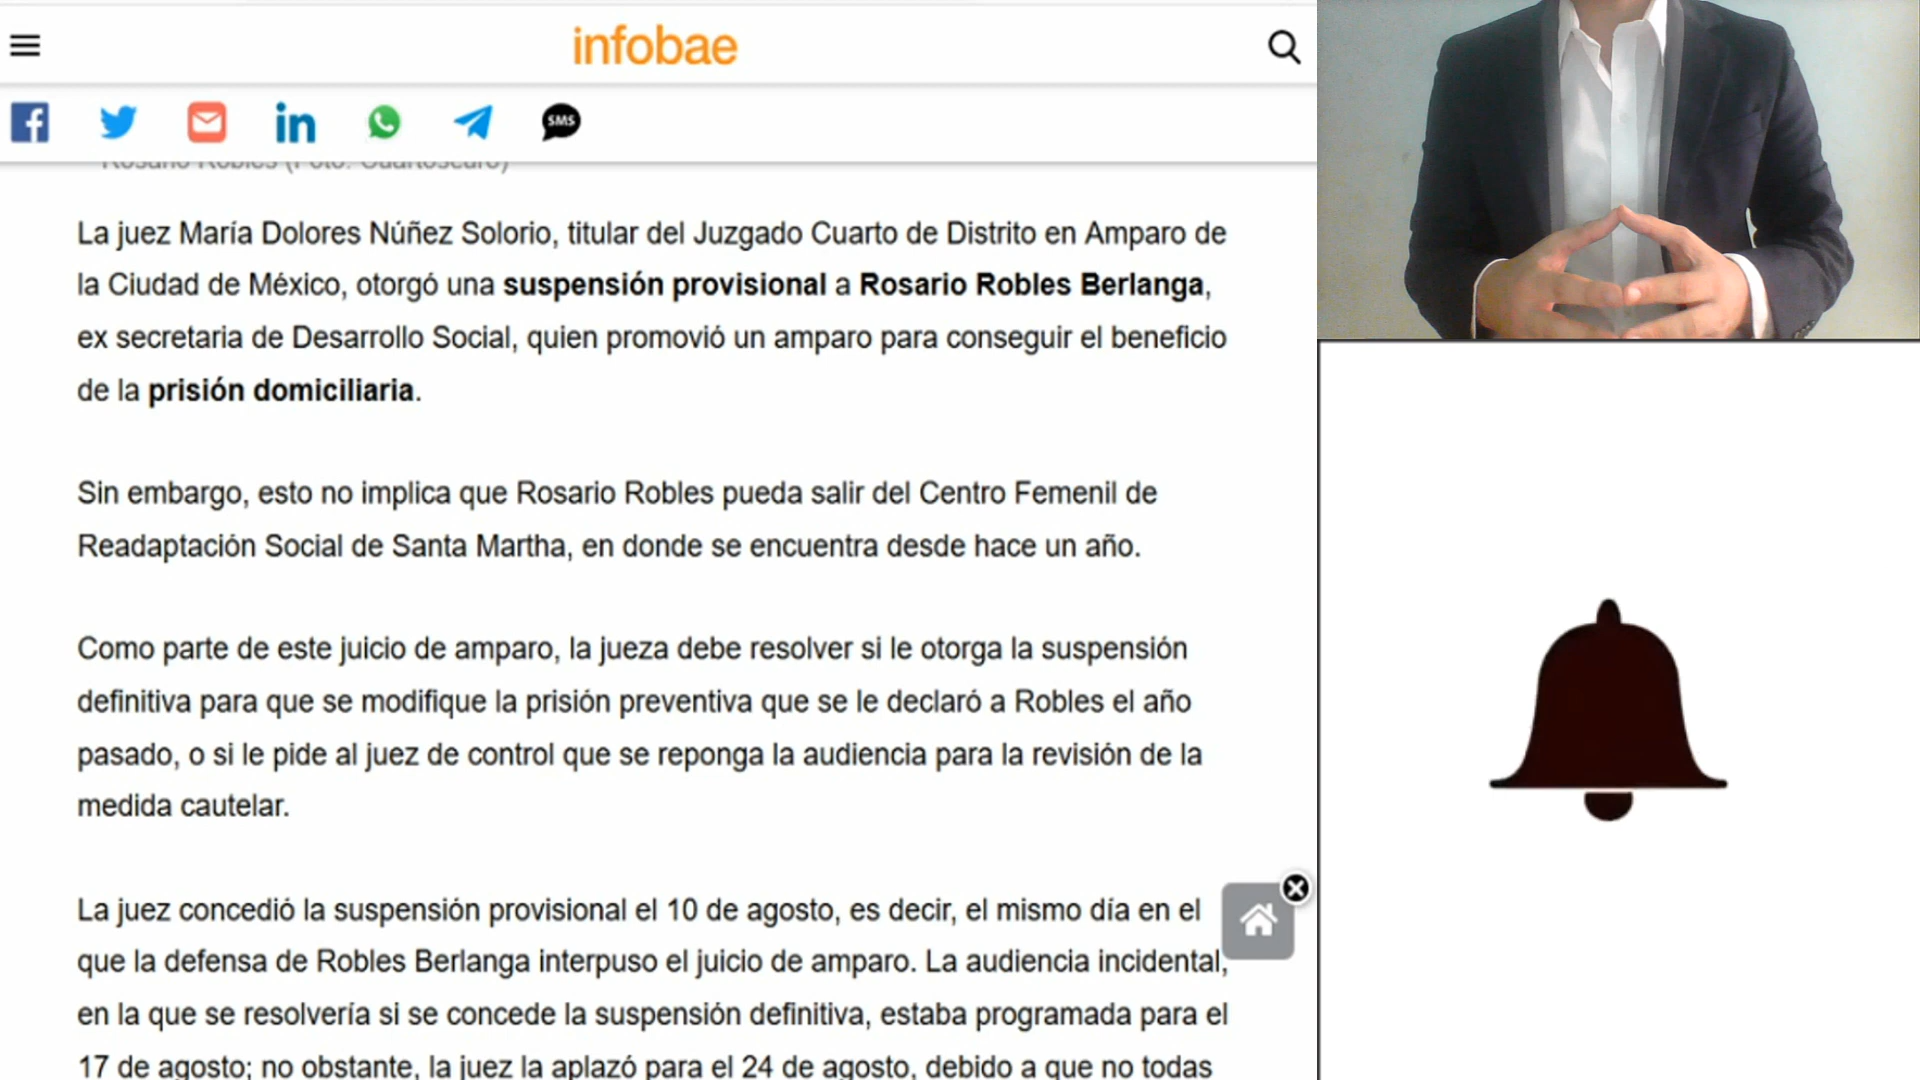 infobae
SMS
Rosario Robles (Foto: Cuartoscuro)
La juez María Dolores Núñez Solorio, titular del Juzgado Cuarto de Distrito en Amparo de
la Ciudad de México, otorgó una suspensión provisional a Rosario Robles Berlanga,
ex secretaria de Desarrollo Social, quien promovió un amparo para conseguir el beneficio
de la prisión domiciliaria.
Sin embargo, esto no implica que Rosario Robles pueda salir del Centro Femenil de
Readaptación Social de Santa Martha, en donde se encuentra desde hace un año.
Como parte de este juicio de amparo, la jueza debe resolver si le otorga la suspensión
definitiva para que se modifique la prisión preventiva que se le declaró a Robles el año
pasado, o si le pide al juez de control que se reponga la audiencia para la revisión de la
medida cautelar.
La juez concedió la suspensión provisional el 10 de agosto, es decir, el mismo día en el
que la defensa de Robles Berlanga interpuso el juicio de amparo. La audiencia incidental,
en la que se resolvería si se concede la suspensión definitiva, estaba programada para el
17 de agosto; no obstante, la juez la aplazó para el 24 de agosto, debido a que no todas